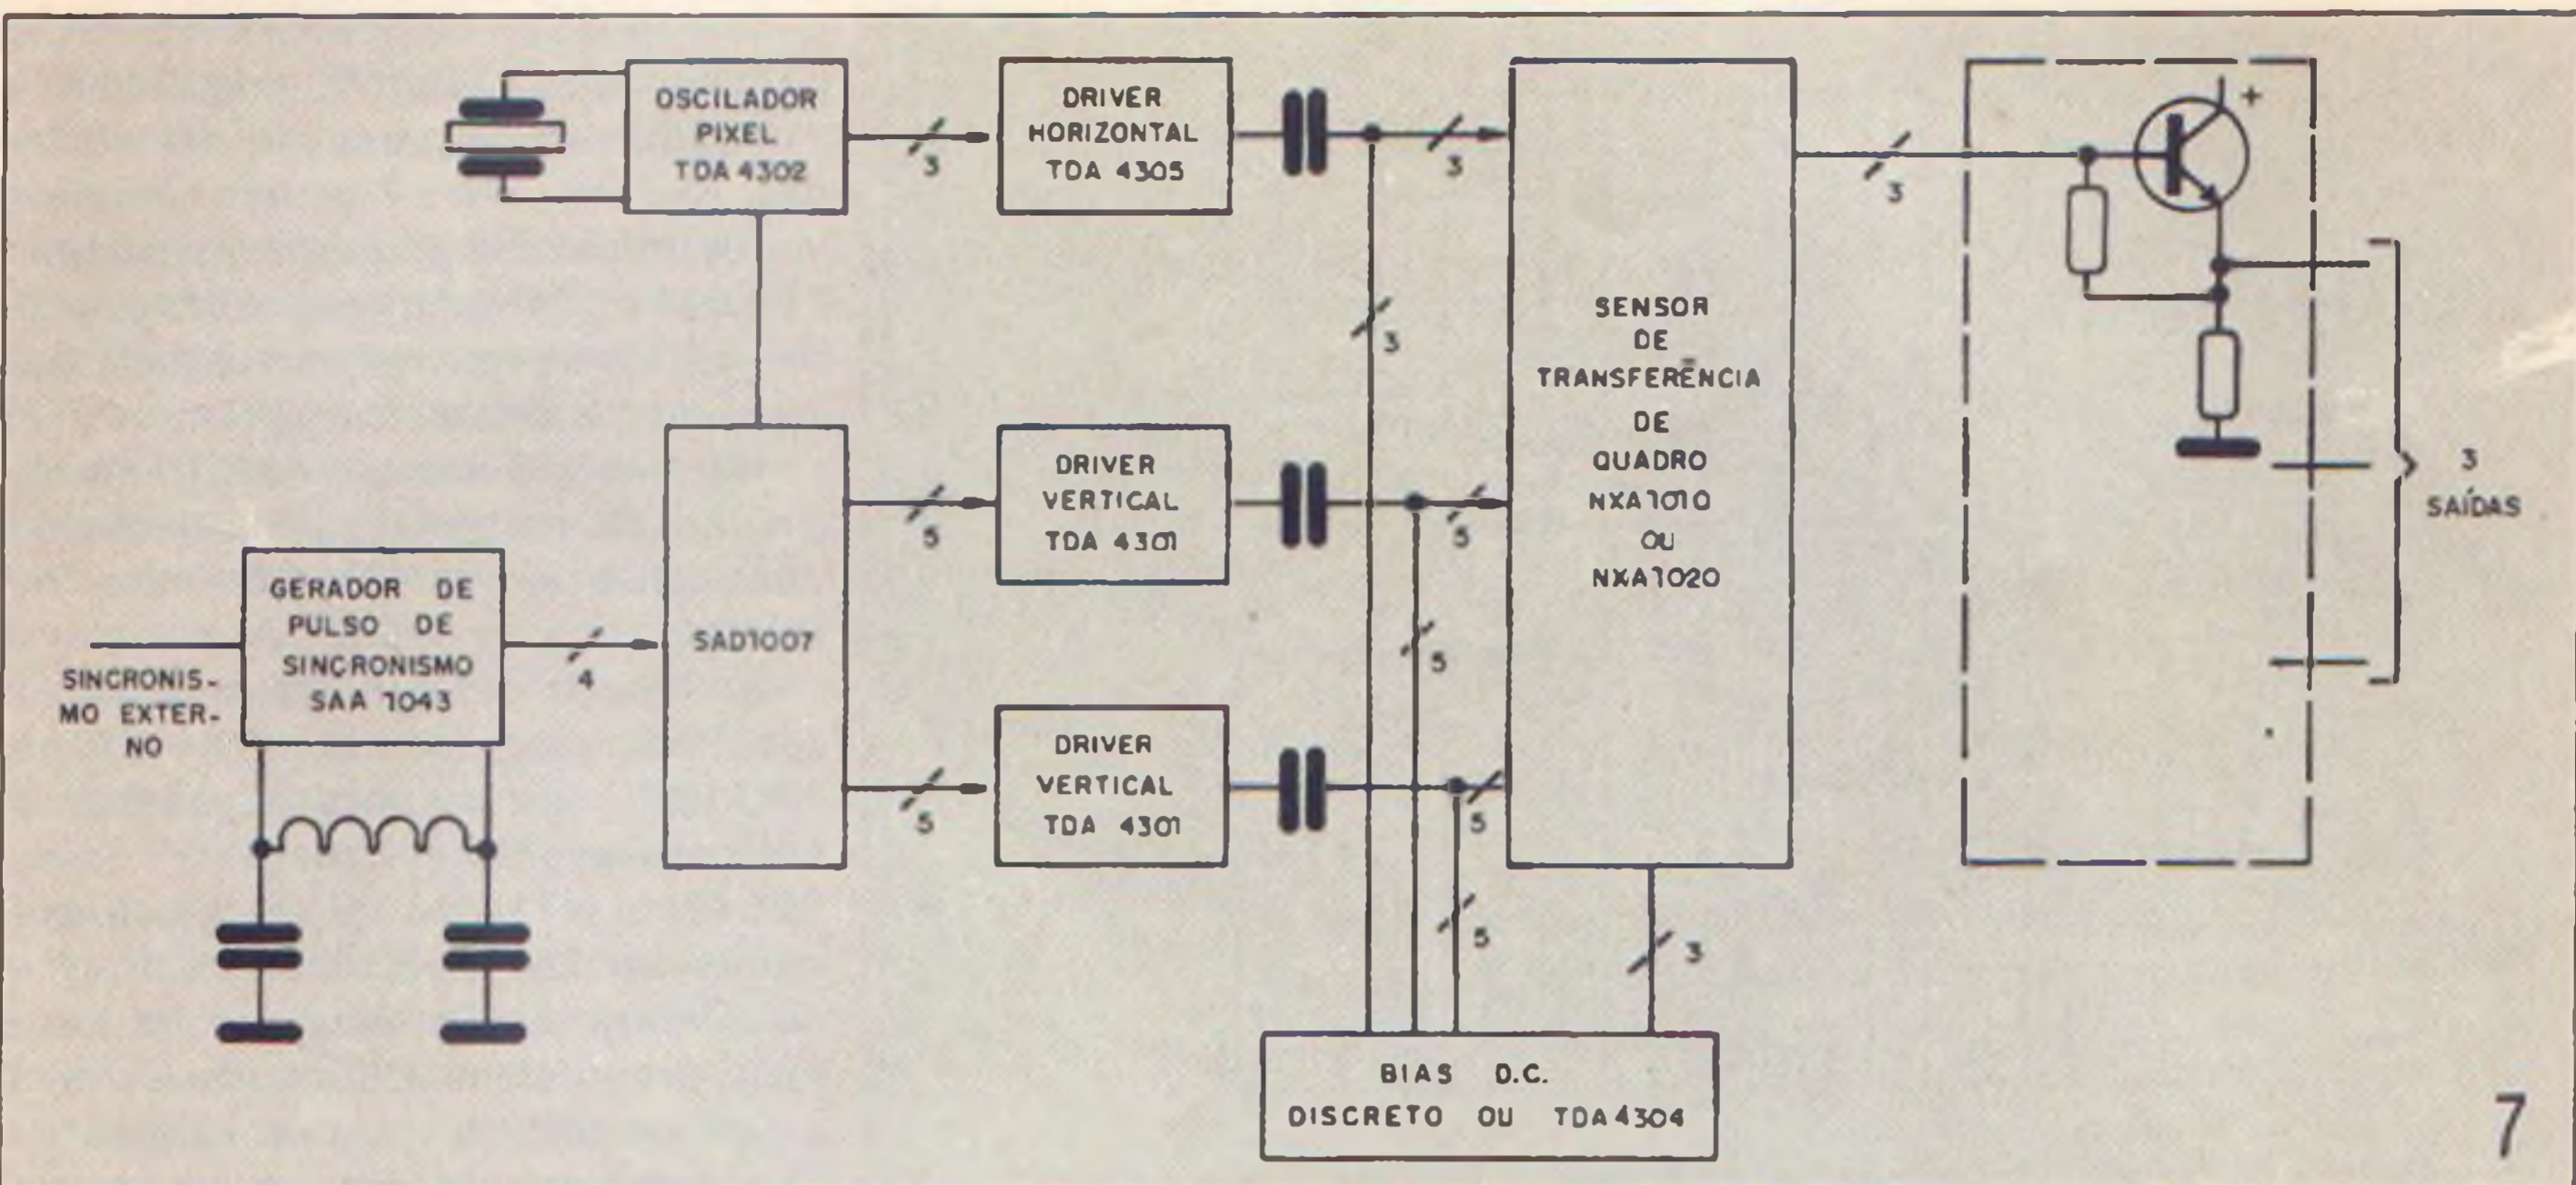 OSCILADOR
PIXEL
TDA 4302
3
DRIVER
HORIZONTAL
TDA 4305
3
3
SENSOR
DE
TRANSFERÊNCIA
DE
QUADRO
NXA1010
OU
NXA1020
3
+
3
SAÍDAS
SINCRONIS-
MO EXTER-
NO
GERADOR DE
PULSO DE
SINCRONISMO
SAA 1043
4
SAD1007
5
DRIVER
VERTICAL
TDA 4301
5
5
5
DRIVER
VERTICAL
TDA 4301
5
5
3
BIAS D.C.
DISCRETO OU TDA4304
7